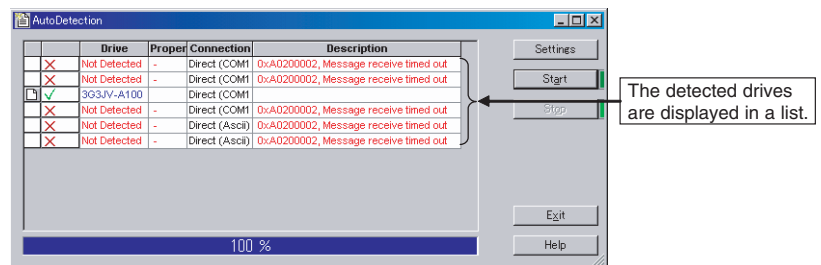 AutoDetection
Drive Proper Connection Description
Not Detected - Direct (COM1 0xA0200002, Message receive timed out
Not Detected - Direct (COM1 0xA0200002, Message receive timed out
3G3JV-A100 Direct (COM1
Not Detected - Direct (COM1 0xA0200002, Message receive timed out
Not Detected - Direct (Ascii) 0xA0200002, Message receive timed out
Not Detected - Direct (Ascii) 0xA0200002, Message receive timed out
100 %
Settings
Start
Stop
Exit
Help
The detected drives
are displayed in a list.